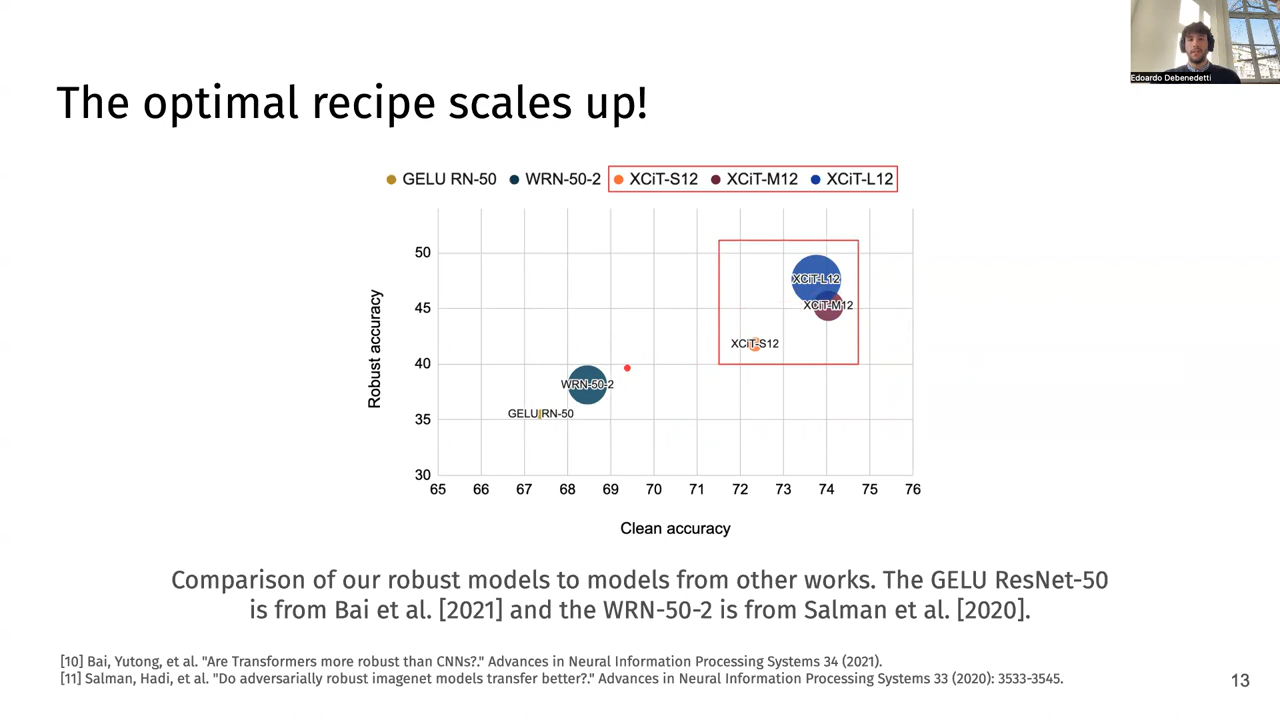 Edoardo Debenedetti
The optimal recipe scales up!
GELU RN-50 WRN-50-2 XCiT-S12 XCiT-M12 XCiT-L12
50
45
40
35
30
Robust accuracy
XCiT-L12
XCiT-M12
XCiT-S12
WRN-50-2
GELU RN-50
65 66 67 68 69 70 71 72 73 74 75 76
Clean accuracy
Comparison of our robust models to models from other works. The GELU ResNet-50
is from Bai et al. [2021] and the WRN-50-2 is from Salman et al. [2020].
[10] Bai, Yutong, et al. "Are Transformers more robust than CNNs?." Advances in Neural Information Processing Systems 34 (2021).
[11] Salman, Hadi, et al. "Do adversarially robust imagenet models transfer better?." Advances in Neural Information Processing Systems 33 (2020): 3533-3545.
13